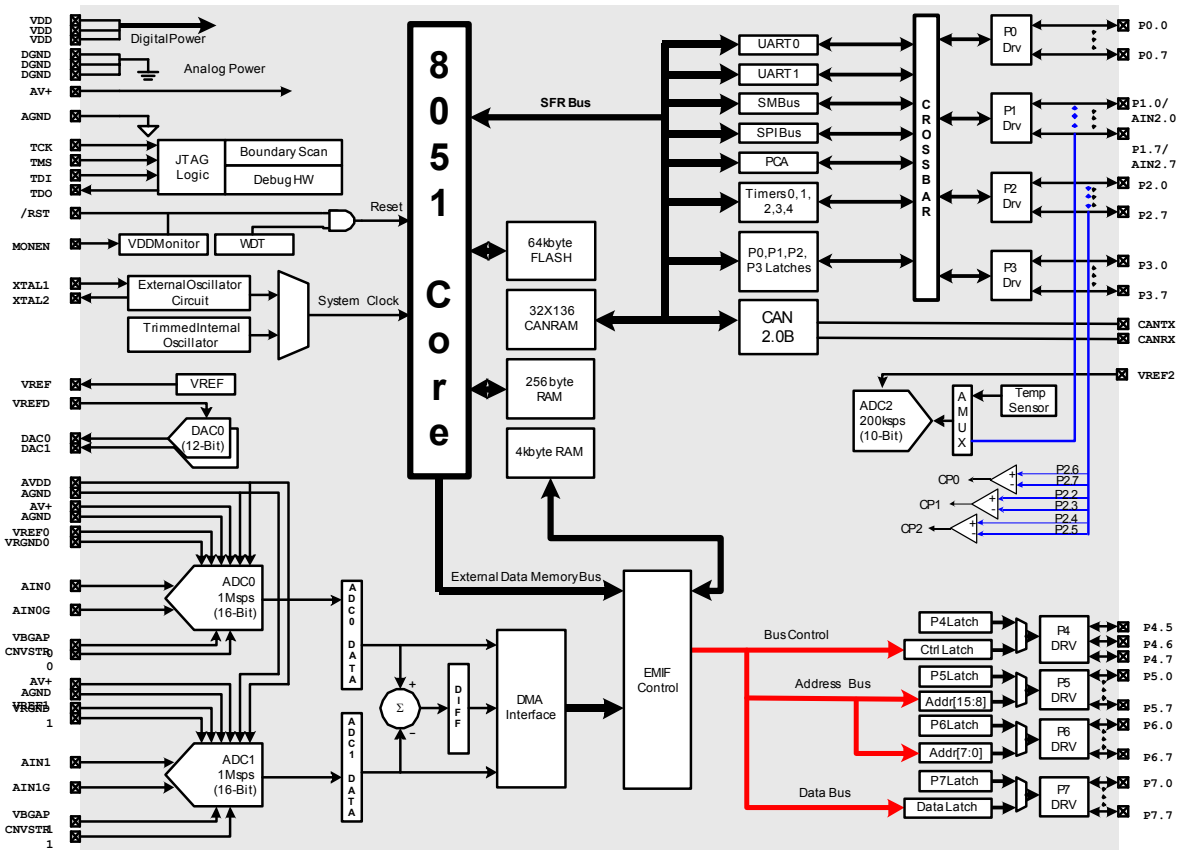 VDD
VDD
VDD
Digital Power
DGND
DGND
DGND
Analog Power
AV+
AGND
TCK
TMS
TDI
TDO
JTAG
Logic
Boundary Scan
Debug HW
/RST
Reset
MONEN
VDD Monitor
WDT
XTAL1
XTAL2
External Oscillator
Circuit
System Clock
Trimmed Internal
Oscillator
VREF
VREF
VREFD
DAC0
DAC1
DAC0
(12-Bit)
AVDD
AGND
AV+
AGND
VREF0
VRGND0
AIN0
AIN0G
VBGAP
0
CNVSTR
0
ADC0
1Msps
(16-Bit)
AV+
AGND
VREF1
VRGND
1
AIN1
AIN1G
VBGAP
1
CNVSTR
1
ADC1
1Msps
(16-Bit)
ADC0 DATA
ADC1 DATA
+
Σ
−
DIFF
DMA
Interface
8051 Core
SFR Bus
64kbyte
FLASH
32X136
CANRAM
256 byte
RAM
4kbyte RAM
External Data Memory Bus
EMIF
Control
UART0
UART1
SMBus
SPI Bus
PCA
Timers 0, 1,
2,3,4
P0, P1, P2,
P3 Latches
CAN
2.0B
CROSSBAR
P0
Drv
P1
Drv
P2
Drv
P3
Drv
P0.0
P0.7
P1.0/
AIN2.0
P1.7/
AIN2.7
P2.0
P2.7
P3.0
P3.7
CANTX
CANRX
VREF2
ADC2
200ksps
(10-Bit)
AMUX
Temp
Sensor
CP0
+
-
P2.6
P2.7
CP1
+
-
P2.2
P2.3
CP2
+
-
P2.4
P2.5
Bus Control
Address Bus
Data Bus
P4 Latch
Ctrl Latch
P5 Latch
Addr[15:8]
P6 Latch
Addr[7:0]
P7 Latch
Data Latch
P4
DRV
P5
DRV
P6
DRV
P7
DRV
P4.5
P4.6
P4.7
P5.0
P5.7
P6.0
P6.7
P7.0
P7.7